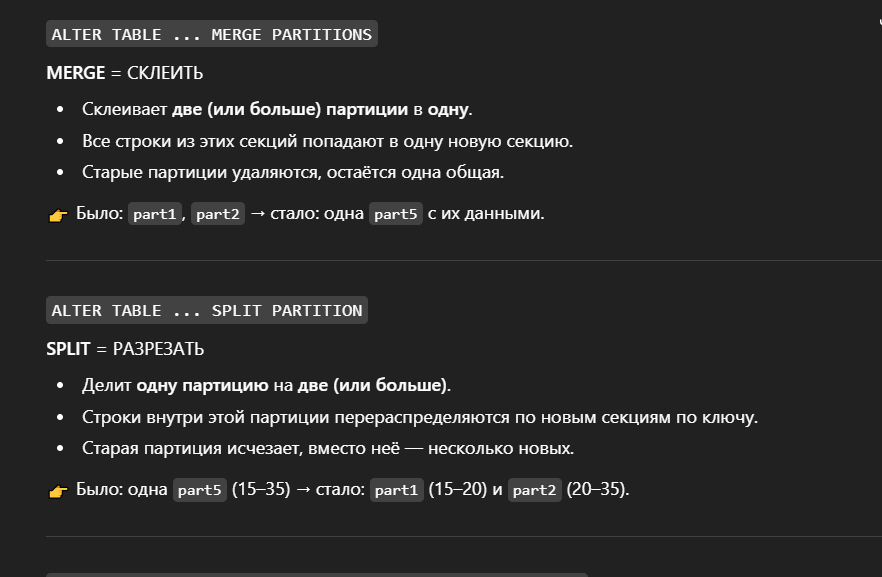 ALTER TABLE ... MERGE PARTITIONS
MERGE = СКЛЕИТЬ
• Склеивает две (или больше) партиции в одну.
• Все строки из этих секций попадают в одну новую секцию.
• Старые партиции удаляются, остаётся одна общая.
👉 Было: part1, part2 → стало: одна part5 с их данными.
ALTER TABLE ... SPLIT PARTITION
SPLIT = РАЗРЕЗАТЬ
• Делит одну партицию на две (или больше).
• Строки внутри этой партиции перераспределяются по новым секциям по ключу.
• Старая партиция исчезает, вместо неё — несколько новых.
👉 Было: одна part5 (15–35) → стало: part1 (15–20) и part2 (20–35).